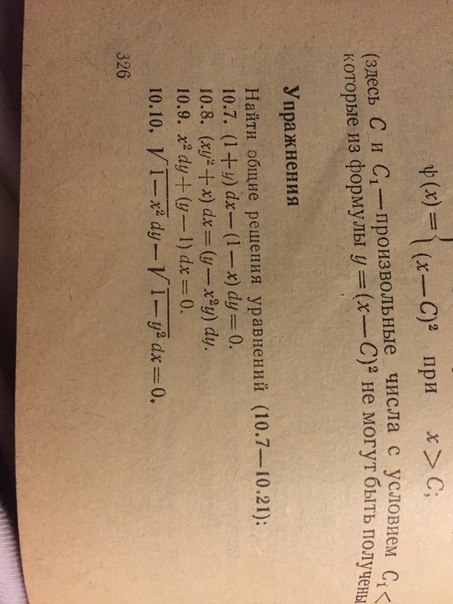 ψ(x) = { (x — C)² при x > C;
(здесь C и C₁ — произвольные числа с условием C₁ <
которые из формулы y = (x — C)² не могут быть получены
Упражнения
Найти общие решения уравнений (10.7—10.21):
10.7. (1 + y) dx — (1 — x) dy = 0.
10.8. (xy² + x) dx = (y — x²y) dy.
10.9. x² dy + (y — 1) dx = 0.
10.10. √1 — x² dy — √1 — y² dx = 0.
326